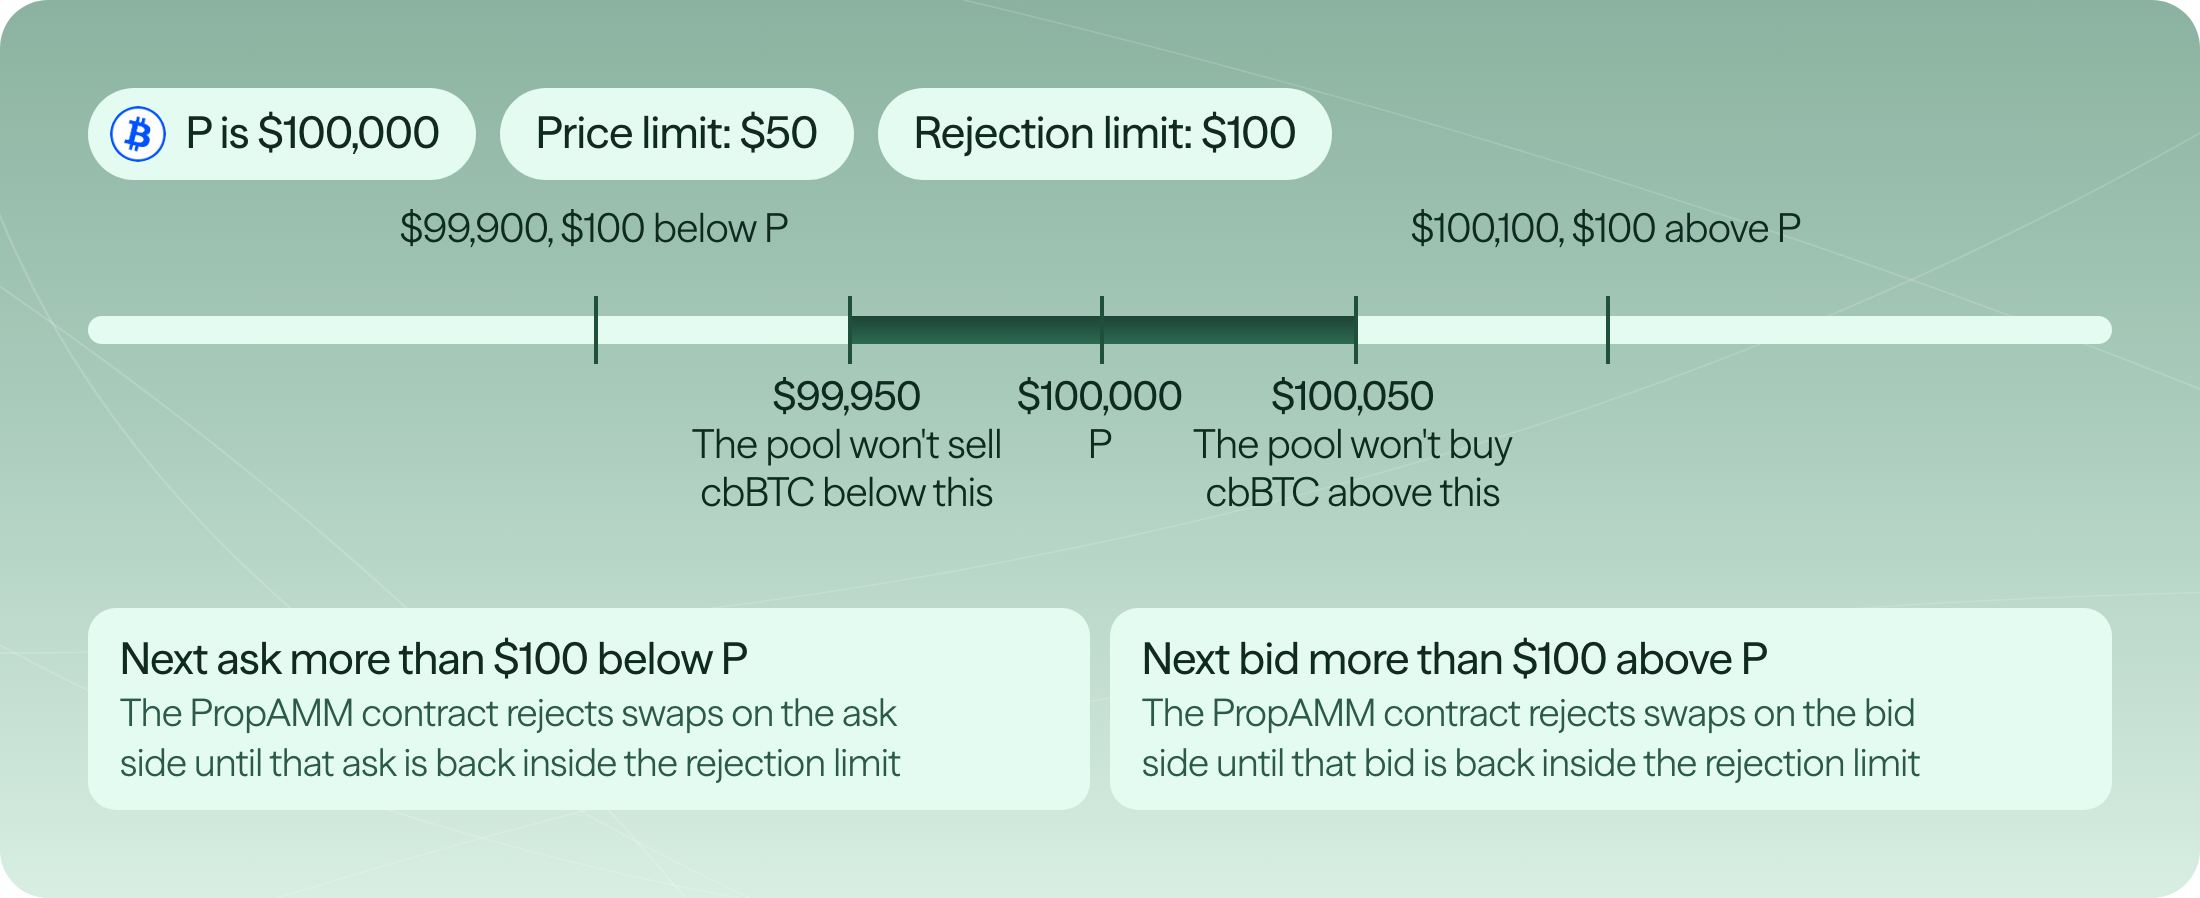 P is $100,000
Price limit: $50
Rejection limit: $100
$99,900, $100 below P
$100,100, $100 above P
$99,950
The pool won't sell
cbBTC below this
$100,000
P
$100,050
The pool won't buy
cbBTC above this
Next ask more than $100 below P
The PropAMM contract rejects swaps on the ask
side until that ask is back inside the rejection limit
Next bid more than $100 above P
The PropAMM contract rejects swaps on the bid
side until that bid is back inside the rejection limit